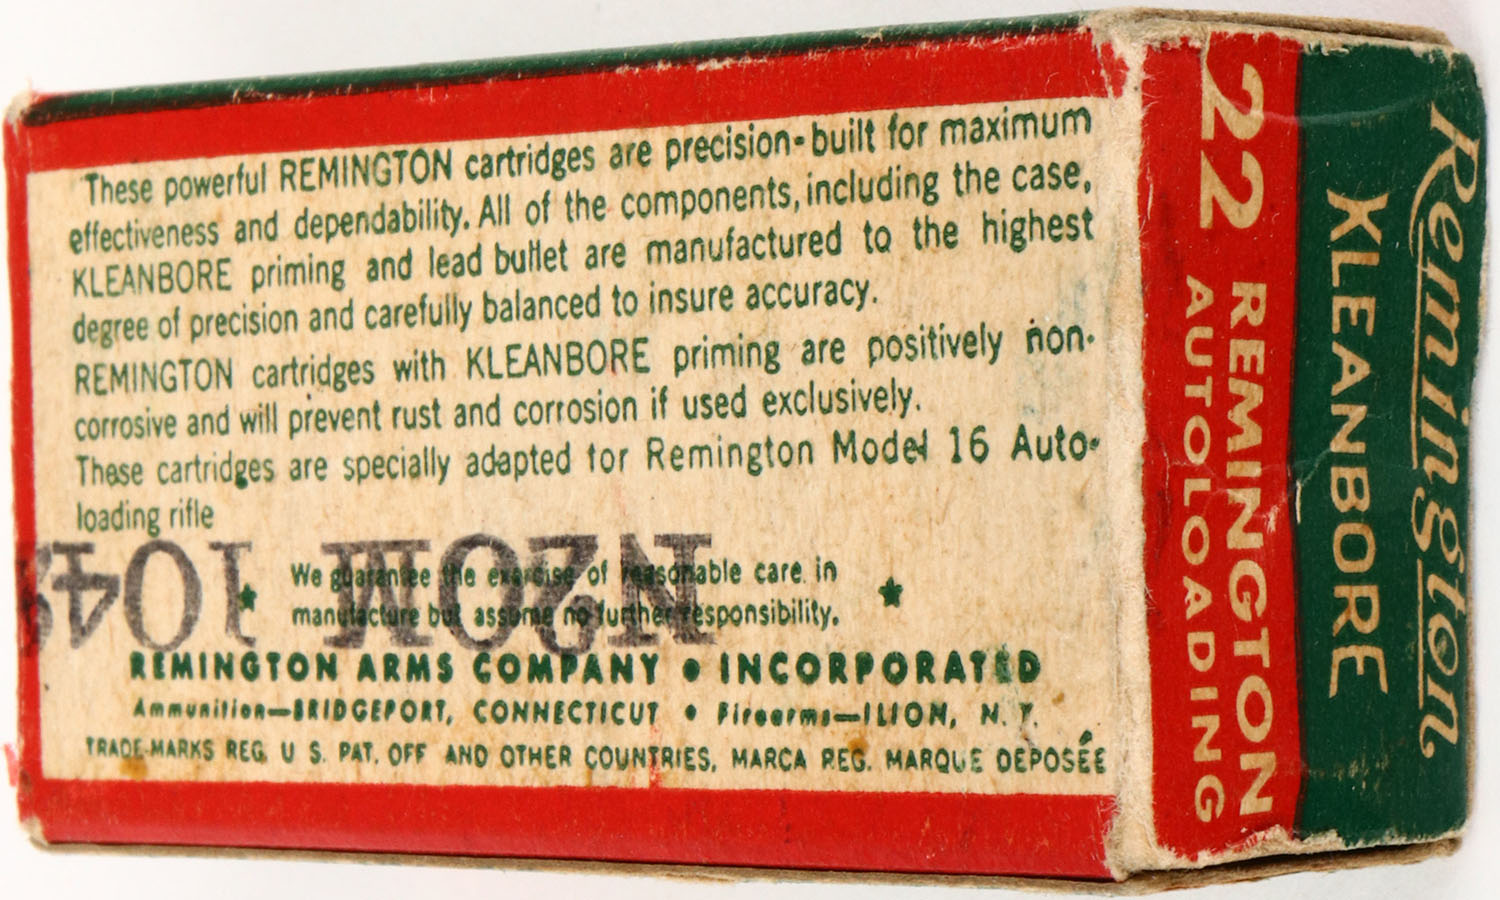 These powerful REMINGTON cartridges are precision-built for maximum
effectiveness and dependability. All of the components, including the case,
KLEANBORE priming and lead bullet are manufactured to the highest
degree of precision and carefully balanced to insure accuracy.
REMINGTON cartridges with KLEANBORE priming are positively non-
corrosive and will prevent rust and corrosion if used exclusively.
These cartridges are specially adapted for Remington Model 16 Auto-
loading rifle
We guarantee the exercise of reasonable care in
manufacture but assume no further responsibility.
N20M 104
REMINGTON ARMS COMPANY • INCORPORATED
Ammunition—BRIDGEPORT, CONNECTICUT • Firearms—ILION, N. Y.
TRADE-MARKS REG. U S. PAT. OFF AND OTHER COUNTRIES, MARCA REG. MARQUE DEPOSÉE
Remington
KLEANBORE
22 REMINGTON
AUTOLOADING